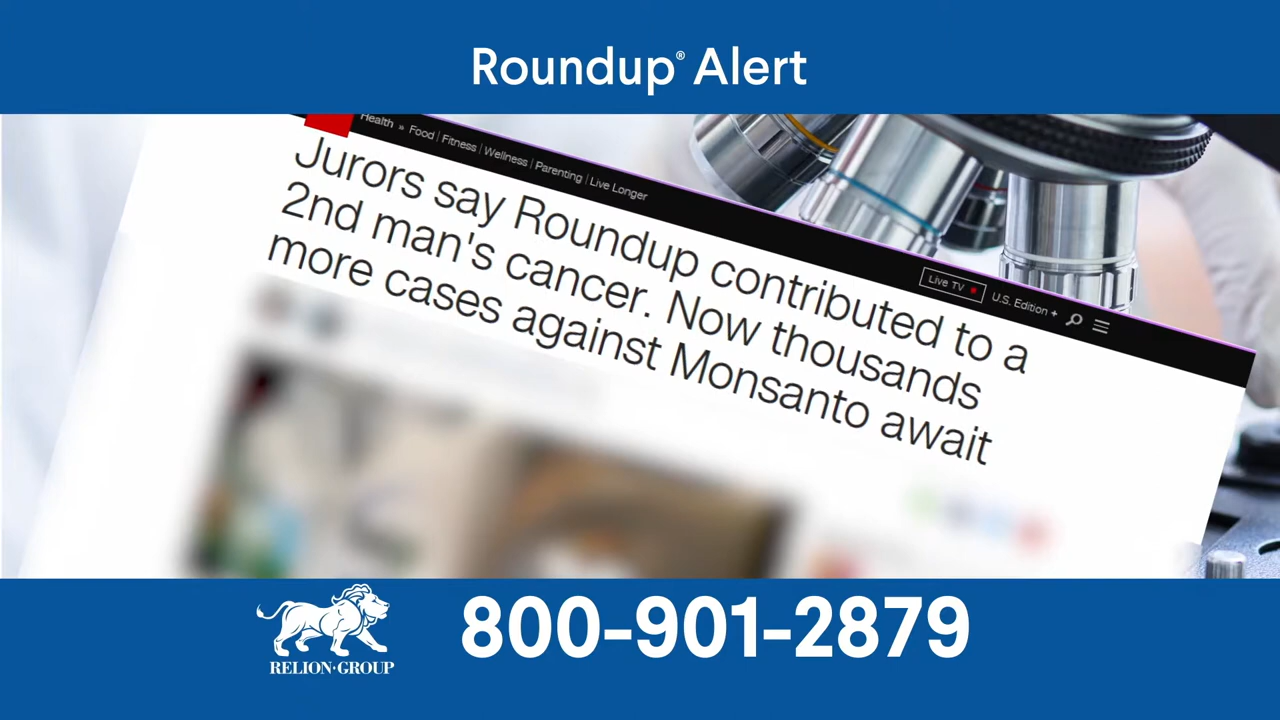 Roundup® Alert
Health » Food | Fitness | Wellness | Parenting | Live Longer
Live TV
U.S. Edition +
Jurors say Roundup contributed to a
2nd man's cancer. Now thousands
more cases against Monsanto await
RELION·GROUP
800-901-2879